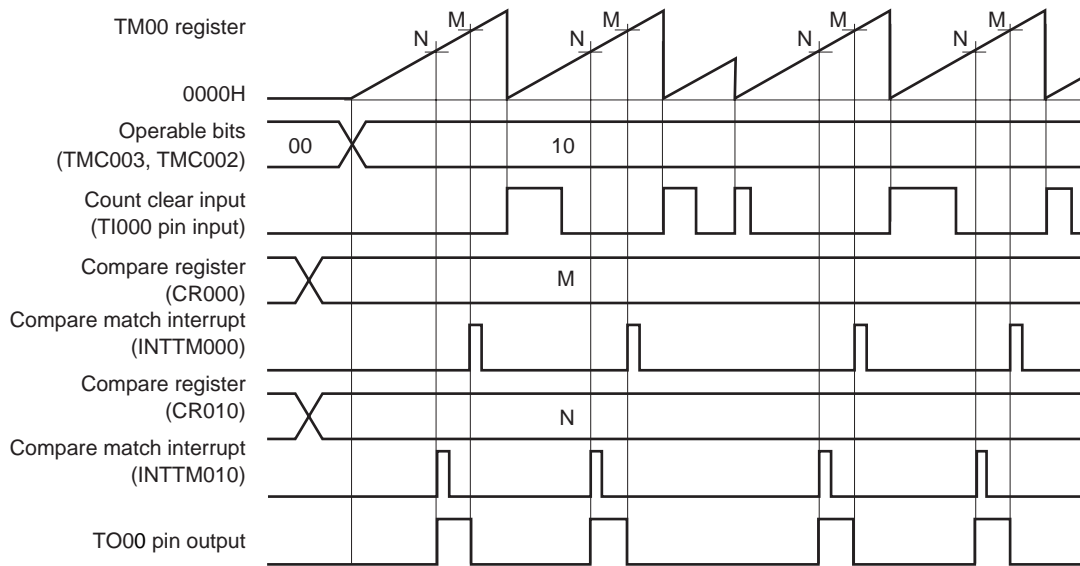 TM00 register
N
M
N
M
N
M
N
M
0000H
Operable bits
(TMC003, TMC002)
00
10
Count clear input
(TI000 pin input)
Compare register
(CR000)
M
Compare match interrupt
(INTTM000)
Compare register
(CR010)
N
Compare match interrupt
(INTTM010)
TO00 pin output